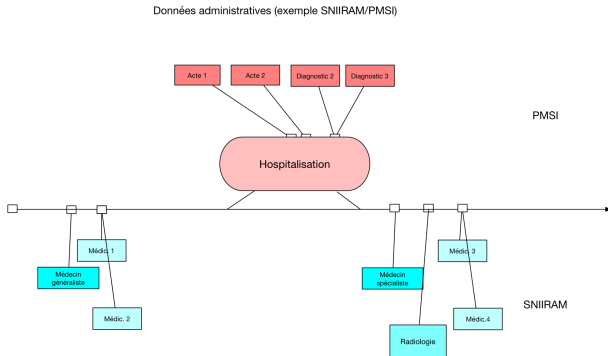 Données administratives (exemple SNIIRAM/PMSI)
Acte 1
Acte 2
Diagnostic 2
Diagnostic 3
PMSI
Hospitalisation
Médic. 1
Médic. 3
Médecin
généraliste
Médecin
spécialiste
SNIIRAM
Médic. 2
Médic.4
Radiologie